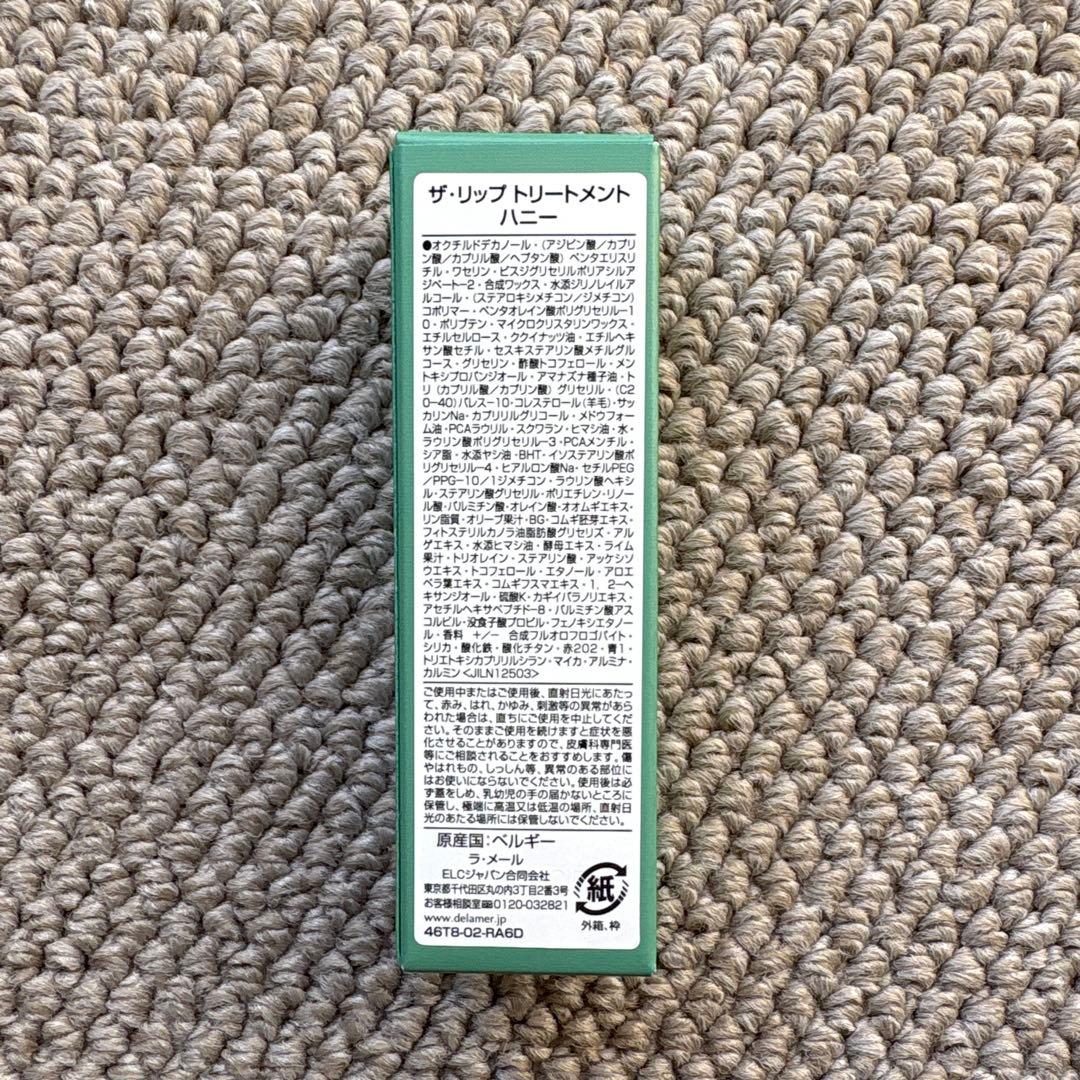 ザ・リップ トリートメント
ハニー
●オクチルドデカノール・(アジピン酸/カプリ
ン酸/カプリル酸/ヘプタン酸) ペンタエリスリ
チル・ワセリン・ビスジグリセリルポリアシルア
ジペート-2・合成ワックス・水添ジリノレイルア
ルコール・(ステアロキシメチコン/ジメチコン)
コポリマー・ペンタオレイン酸ポリグリセリル-1
0・ポリブテン・マイクロクリスタリンワックス・
エチルセルロース・ククイナッツ油・エチルヘキ
サン酸セチル・セスキステアリン酸メチルグル
コース・グリセリン・酢酸トコフェロール・メン
トキシプロパンジオール・アマナズナ種子油・ト
リ (カプリル酸/カプリン酸) グリセリル・(C2
0-40)パレス-10・コレステロール(羊毛)・サッ
カリンNa・カプリリルグリコール・メドウフォー
ム油・PCAラウリル・スクワラン・ヒマシ油・水・
ラウリン酸ポリグリセリル-3・PCAメンチル・
シア脂・水添ヤシ油・BHT・イソステアリン酸ポ
リグリセリル-4・ヒアルロン酸Na・セチルPEG
/PPG-10/1ジメチコン・ラウリン酸ヘキシ
ル・ステアリン酸グリセリル・ポリエチレン・リノー
ル酸・パルミチン酸・オレイン酸・オオムギエキス・
リン脂質・オリーブ果汁・BG・コムギ胚芽エキス・
フィトステリルカノラ油脂肪酸グリセリズ・アル
ゲエキス・水添ヒマシ油・酵母エキス・ライム
果汁・トリオレイン・ステアリン酸・アッケシソ
ウエキス・トコフェロール・エタノール・アロエ
ベラ葉エキス・コムギフスマエキス・1，2-ヘ
キサンジオール・硫酸K・カギイバラノリエキス・
アセチルヘキサペプチド-8・パルミチン酸アス
コルビル・没食子酸プロピル・フェノキシエタノー
ル・香料 +/- 合成フルオロフロゴパイト・
シリカ・酸化鉄・酸化チタン・赤202・青1・
トリエトキシカプリリルシラン・マイカ・アルミナ・
カルミン <JILN12503>
ご使用中またはご使用後、直射日光にあたっ
て、赤み、はれ、かゆみ、刺激等の異常があら
われた場合は、直ちにご使用を中止してくだ
さい。そのままご使用を続けますと症状を悪
化させることがありますので、皮膚科専門医
等にご相談されることをおすすめします。傷
やはれもの、しっしん等、異常のある部位に
はお使いにならないでください。使用後は必
ず蓋をしめ、乳幼児の手の届かないところに
保管し、極端に高温又は低温の場所、直射日
光のあたる場所には保管しないでください。
原産国:ベルギー
ラ・メール
ELCジャパン合同会社
東京都千代田区丸の内3丁目2番3号
お客様相談室 0120-032821
www.delamer.jp
46T8-02-RA6D
紙
外箱、枠